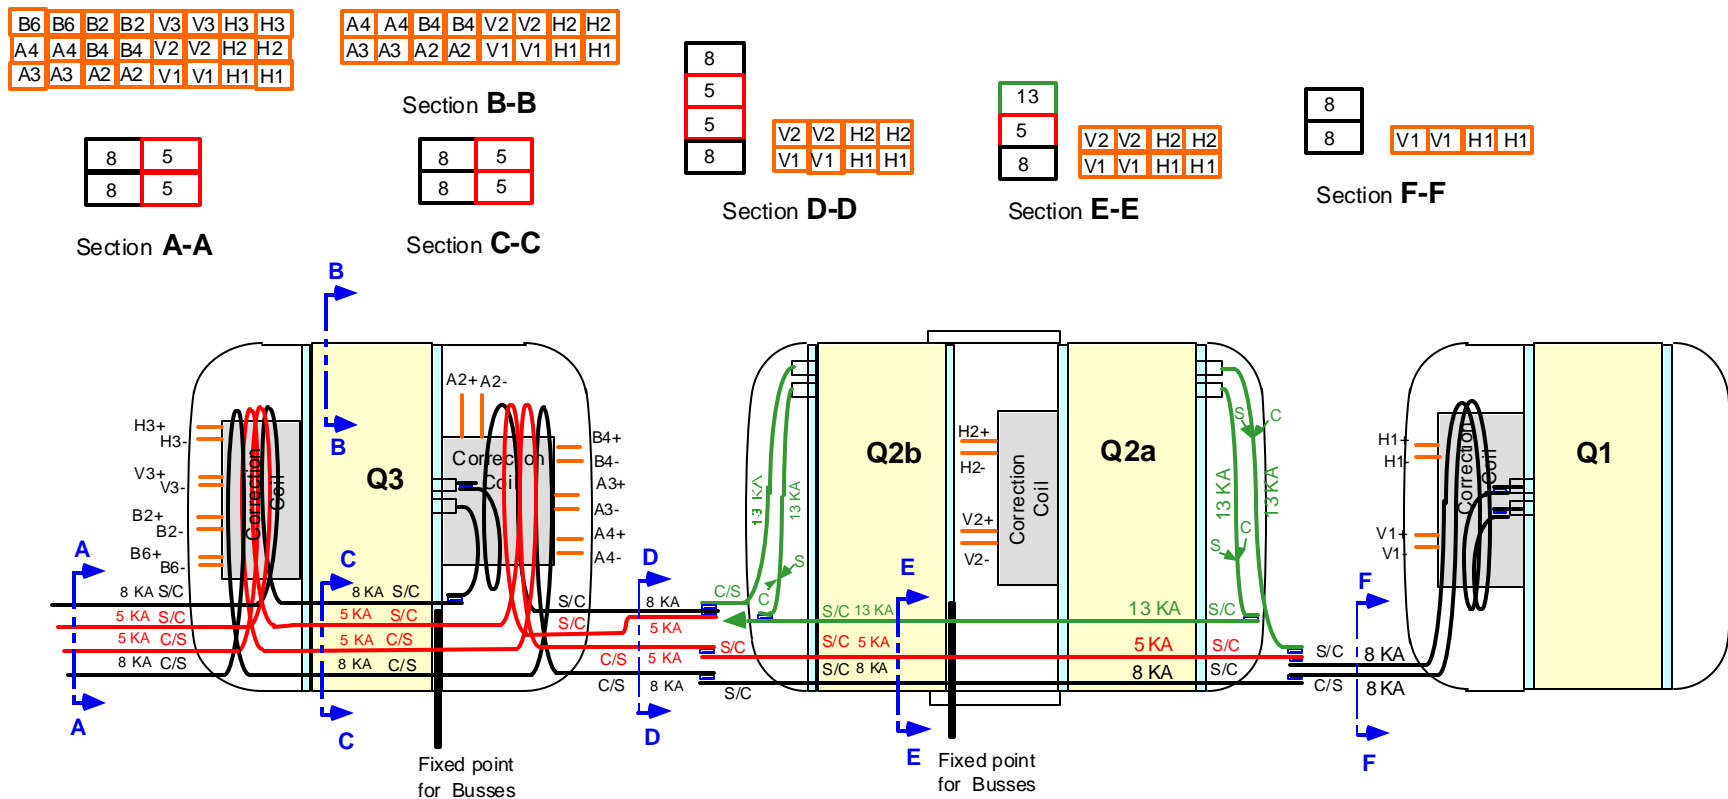 B6 B6 B2 B2 V3 V3 H3 H3
A4 A4 B4 B4 V2 V2 H2 H2
A3 A3 A2 A2 V1 V1 H1 H1
A4 A4 B4 B4 V2 V2 H2 H2
A3 A3 A2 A2 V1 V1 H1 H1
Section B-B
8 5
8 5
Section A-A
8 5
8 5
Section C-C
8
5
5
8
V2 V2 H2 H2
V1 V1 H1 H1
Section D-D
13
5
8
V2 V2 H2 H2
V1 V1 H1 H1
Section E-E
8
8
V1 V1 H1 H1
Section F-F
B
B
A2+ A2-
H3+
H3-
V3+
V3-
B2+
B2-
B6+
B6-
Correction
Coil
Q3
Correction
Coil
B4+
B4-
A3+
A3-
A4+
A4-
A
A
C
C
D
D
8 KA S/C
5 KA S/C
5 KA C/S
8 KA C/S
8 KA S/C
5 KA S/C
5 KA C/S
8 KA C/S
S/C 8 KA
S/C 5 KA
C/S 5 KA
C/S 8 KA
Fixed point
for Busses
Q2b
Q2a
H2+
H2-
V2+
V2-
Correction
Coil
13 KA
13 KA
S
C
C/S
13 KA
13 KA
S
C
S
C
E
E
S/C 13 KA
13 KA S/C
S/C
S/C 5 KA
5 KA S/C
S/C
S/C 8 KA
8 KA
Fixed point
for Busses
S/C 8 KA
C/S 8 KA
F
F
H1+
H1-
V1+
V1-
Correction
Coil
Q1